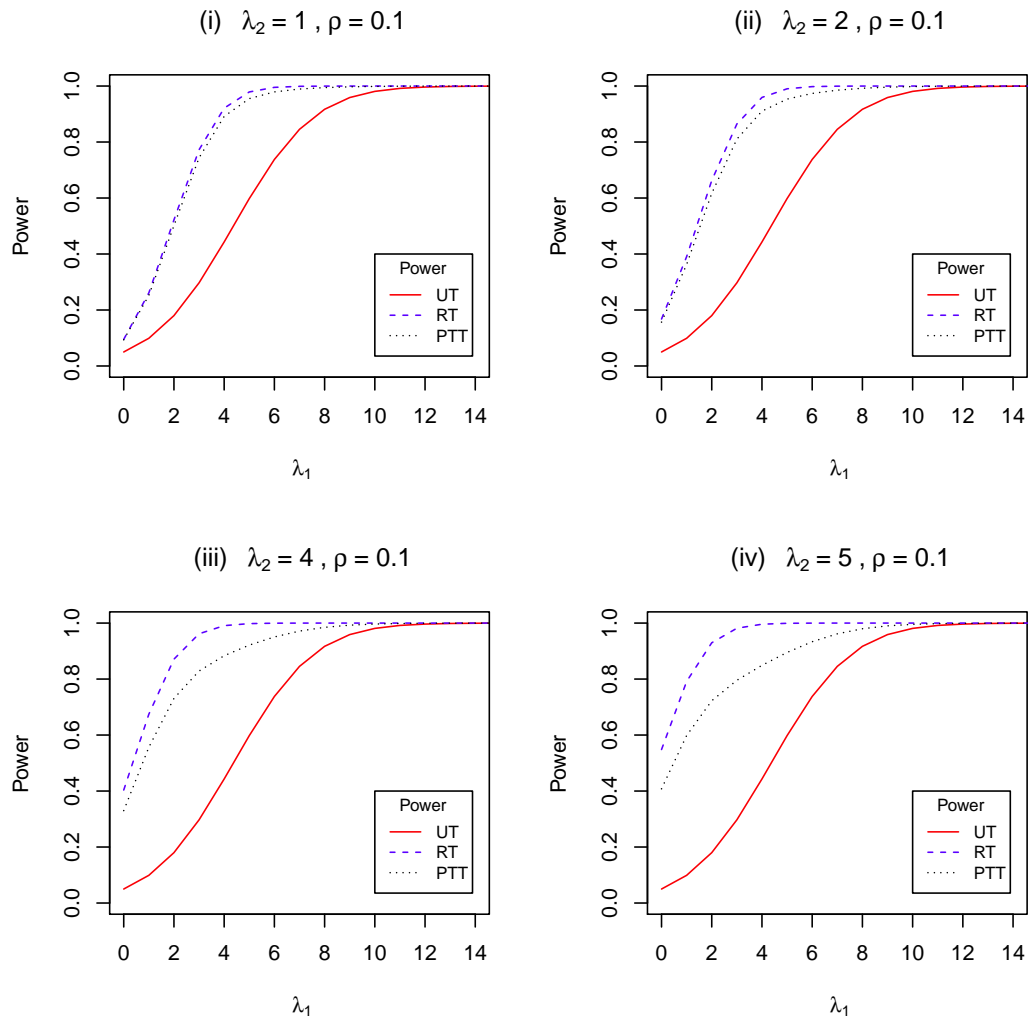 (i) λ₂ = 1 , ρ = 0.1
Power
1.0
0.8
0.6
0.4
0.2
0.0
Power
UT
RT
PTT
0 2 4 6 8 10 12 14
λ₁
(ii) λ₂ = 2 , ρ = 0.1
Power
1.0
0.8
0.6
0.4
0.2
0.0
Power
UT
RT
PTT
0 2 4 6 8 10 12 14
λ₁
(iii) λ₂ = 4 , ρ = 0.1
Power
1.0
0.8
0.6
0.4
0.2
0.0
Power
UT
RT
PTT
0 2 4 6 8 10 12 14
λ₁
(iv) λ₂ = 5 , ρ = 0.1
Power
1.0
0.8
0.6
0.4
0.2
0.0
Power
UT
RT
PTT
0 2 4 6 8 10 12 14
λ₁